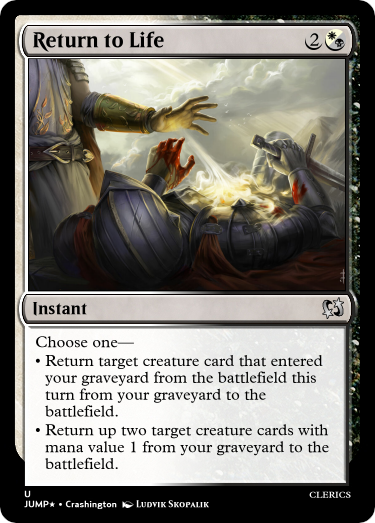 Return to Life
2
Instant
Choose one—
• Return target creature card that entered
your graveyard from the battlefield this
turn from your graveyard to the
battlefield.
• Return up two target creature cards with
mana value 1 from your graveyard to the
battlefield.
U
CLERICS
JUMP★ • Crashington Ludvik Skopalik